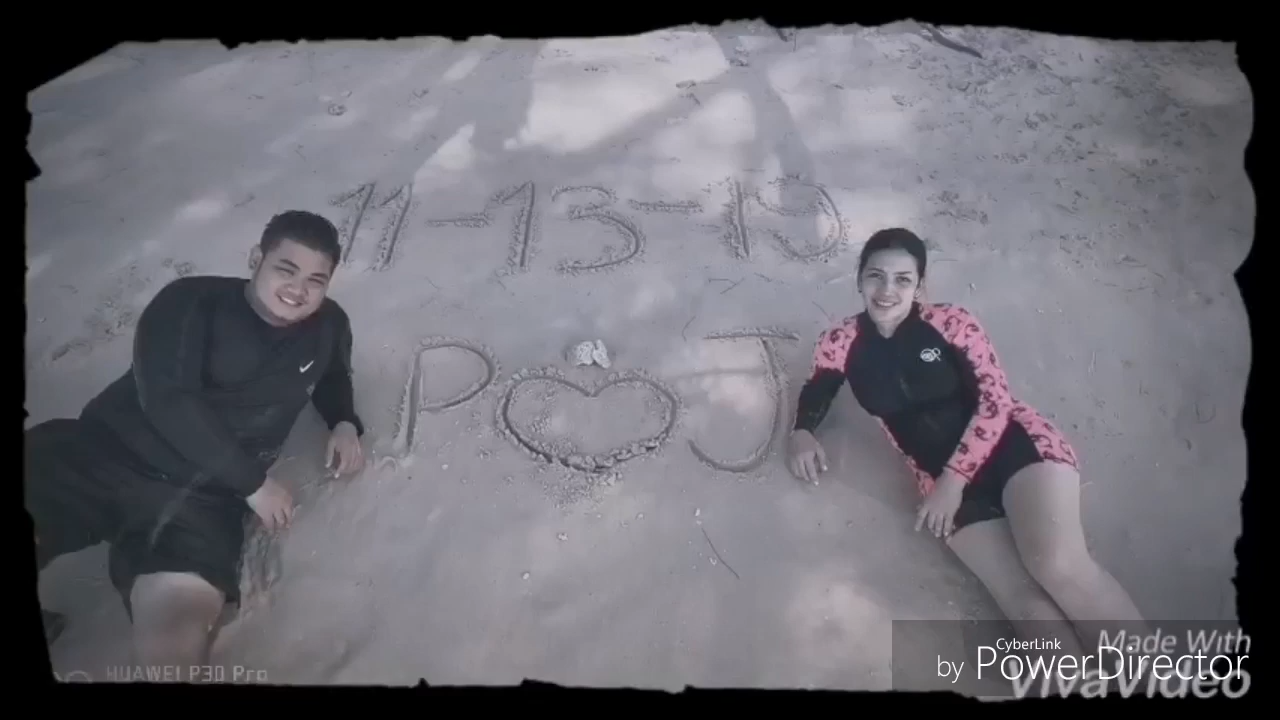 11-13-19
P J
HUAWEI P30 Pro
CyberLink
by PowerDirector
Made With
VivaVideo